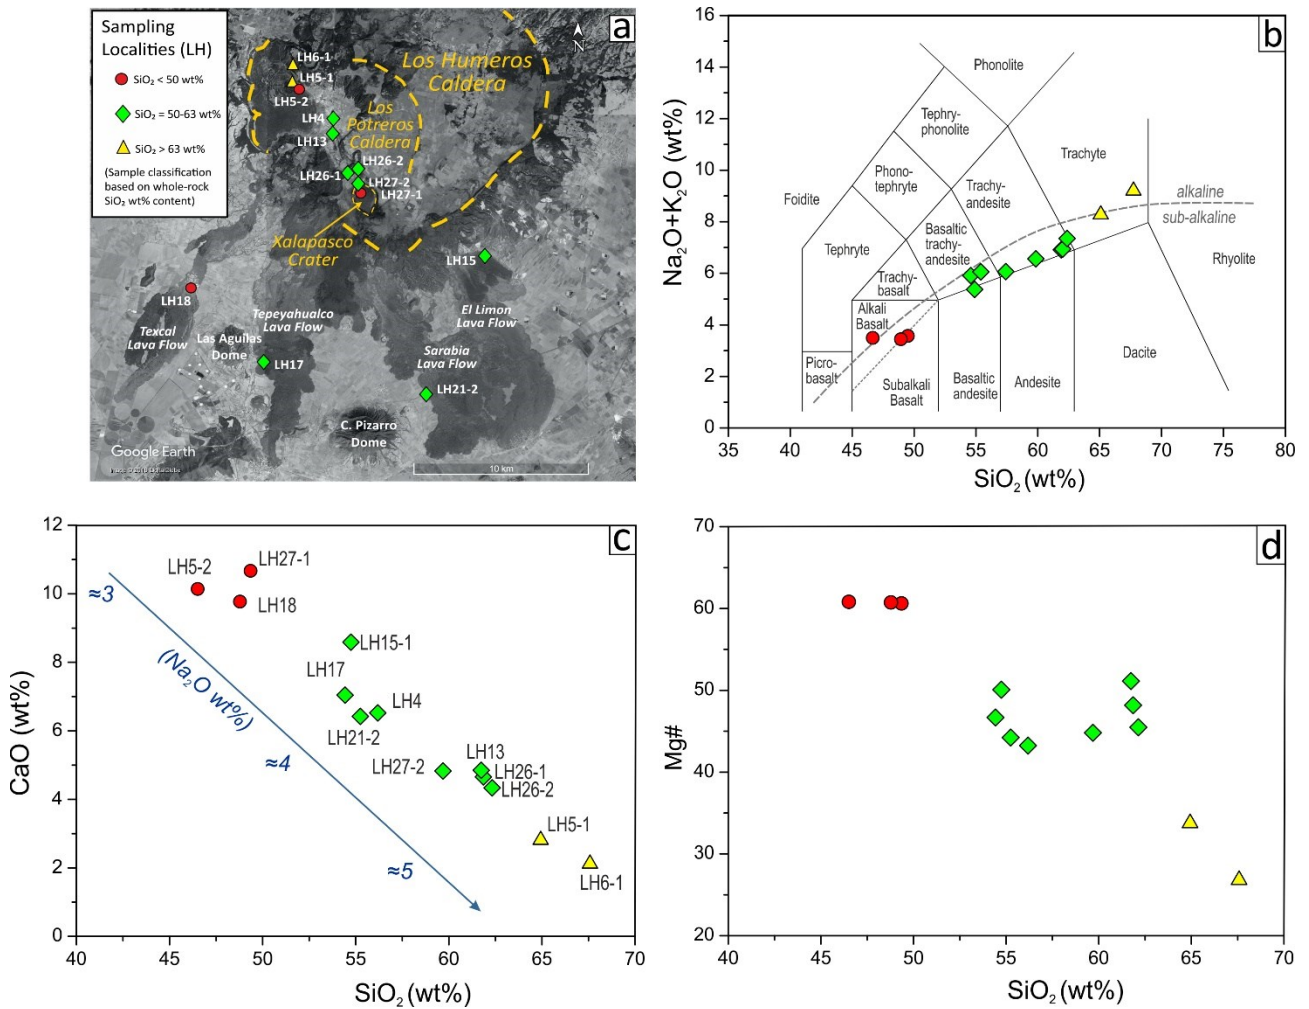 Sampling
Localities (LH)
SiO₂ < 50 wt%
SiO₂ = 50-63 wt%
SiO₂ > 63 wt%
(Sample classification
based on whole-rock
SiO₂ wt% content)
a
N
LH6-1
LH5-1
LH5-2
LH4
LH13
LH26-2
LH26-1
LH27-2
LH27-1
Los Humeros
Caldera
Los
Potreros
Caldera
Xalapasco
Crater
LH15
LH18
El Limon
Lava Flow
Tepeyahualco
Lava Flow
Texcal
Lava Flow
Las Aguilas
Dome
Sarabia
Lava Flow
LH17
LH21-2
C. Pizarro
Dome
Google Earth
10 km
b
Na₂O+K₂O (wt%)
16
14
12
10
8
6
4
2
0
Phonolite
Tephry-
phonolite
Trachyte
Phono-
tephryte
Foidite
Trachy-
andesite
alkaline
sub-alkaline
Basaltic
trachy-
andesite
Tephryte
Rhyolite
Trachy-
basalt
Alkali
Basalt
Picro-
basalt
Subalkali
Basalt
Basaltic
andesite
Andesite
Dacite
35 40 45 50 55 60 65 70 75 80
SiO₂ (wt%)
c
CaO (wt%)
12
10
8
6
4
2
0
LH5-2
LH27-1
LH18
≈3
(Na₂O wt%)
≈4
≈5
LH15-1
LH17
LH4
LH21-2
LH27-2
LH13
LH26-1
LH26-2
LH5-1
LH6-1
40 45 50 55 60 65 70
SiO₂ (wt%)
d
Mg#
70
60
50
40
30
20
40 45 50 55 60 65 70
SiO₂ (wt%)